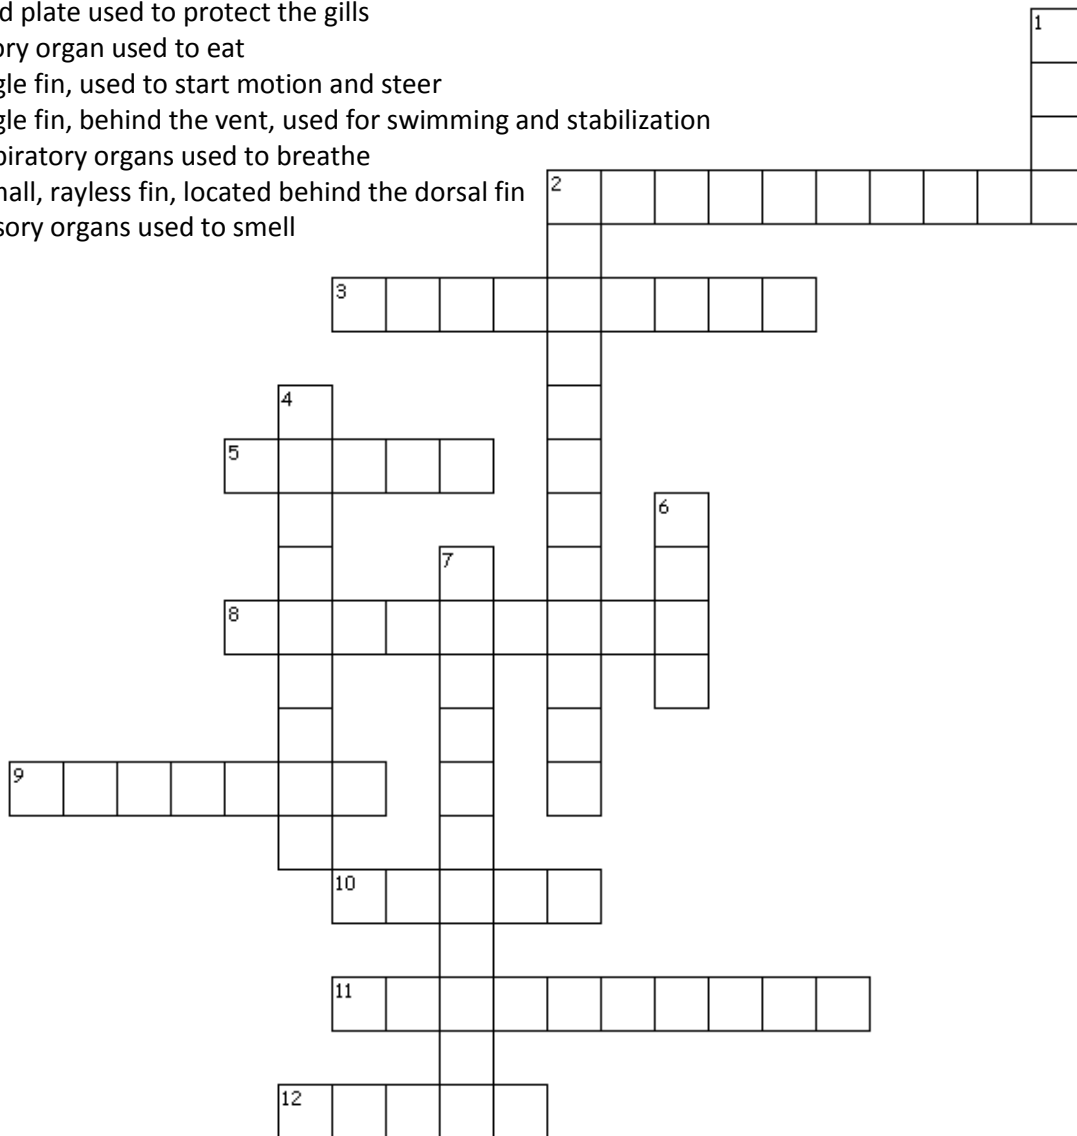 d plate used to protect the gills
ory organ used to eat
gle fin, used to start motion and steer
gle fin, behind the vent, used for swimming and stabilization
piratory organs used to breathe
nall, rayless fin, located behind the dorsal fin
sory organs used to smell
1
2
3
4
5
6
7
8
9
10
11
12